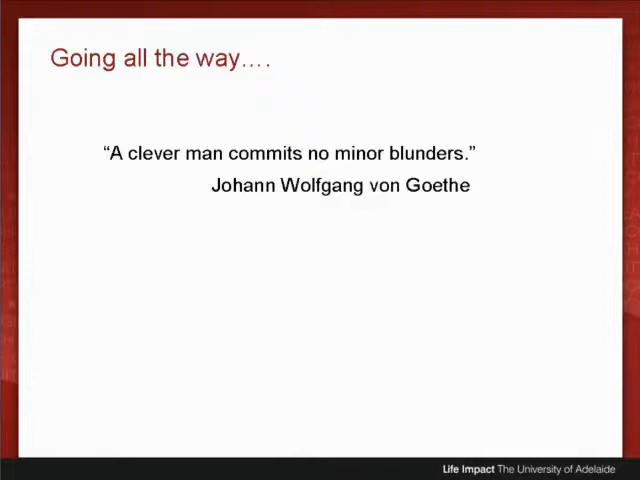 Going all the way….
“A clever man commits no minor blunders.”
Johann Wolfgang von Goethe
Life Impact The University of Adelaide